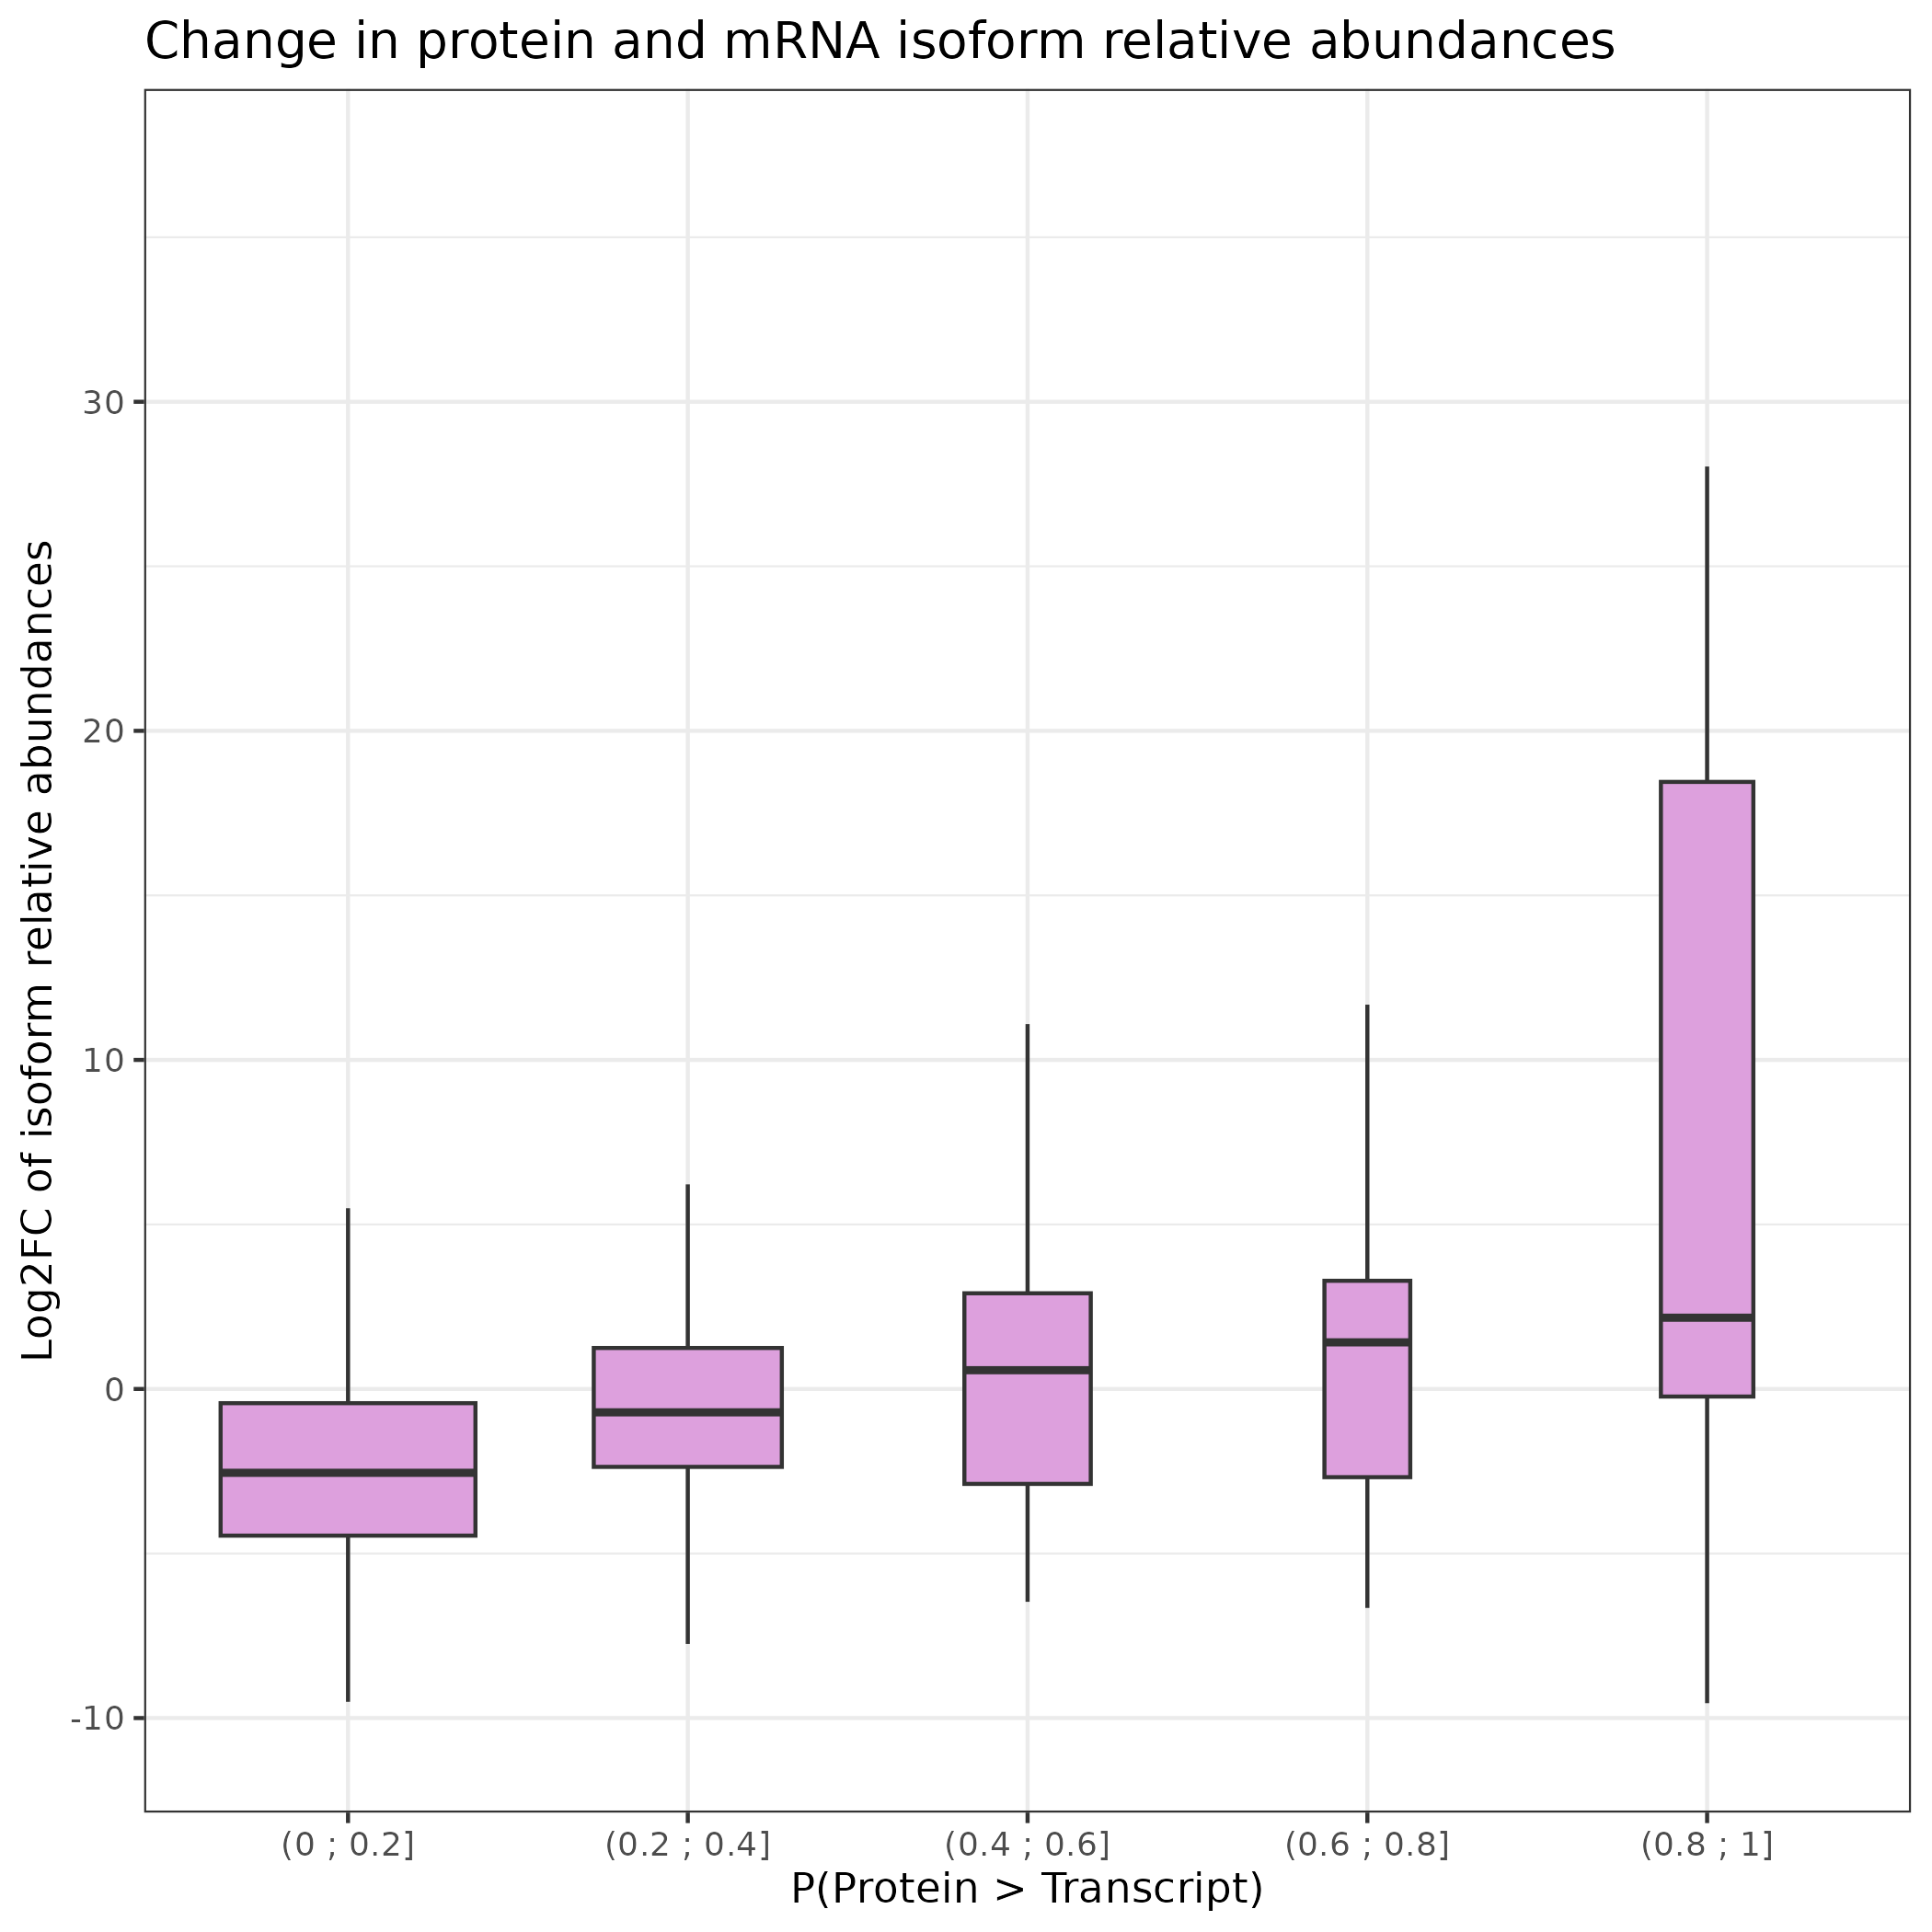 Change in protein and mRNA isoform relative abundances
Log2FC of isoform relative abundances
30
20
10
0
-10
(0 ; 0.2]
(0.2 ; 0.4]
(0.4 ; 0.6]
(0.6 ; 0.8]
(0.8 ; 1]
P(Protein > Transcript)